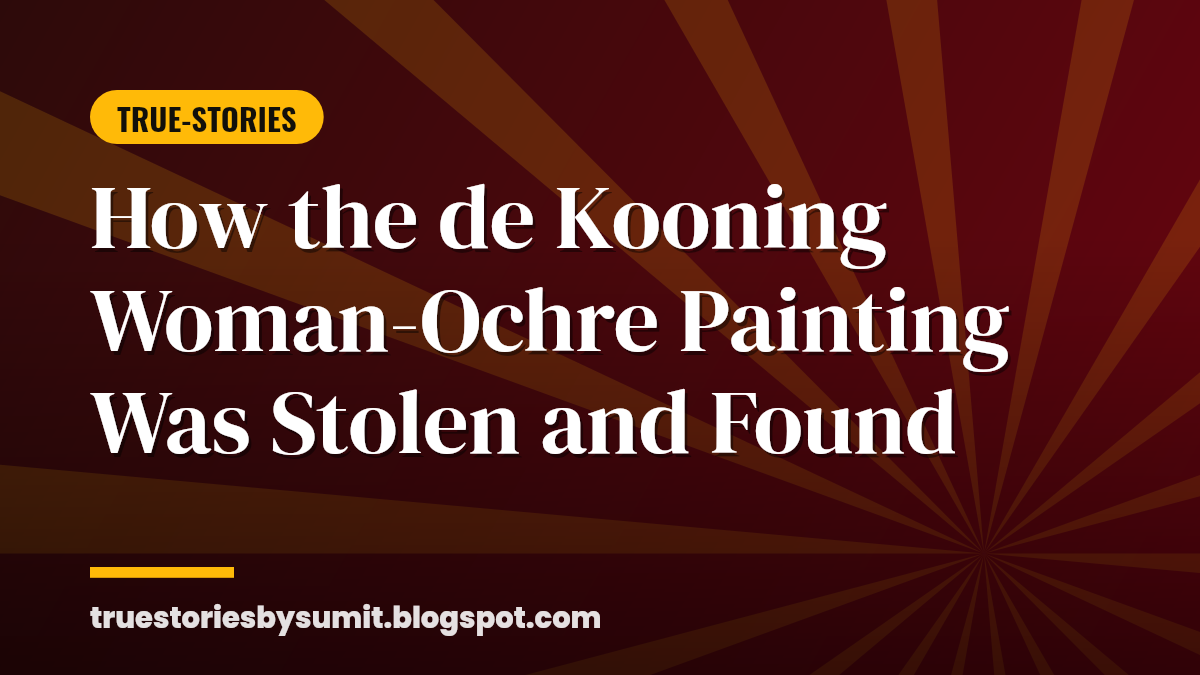 TRUE-STORIES
How the de Kooning
Woman-Ochre Painting
Was Stolen and Found
truestoriesbysumit.blogspot.com